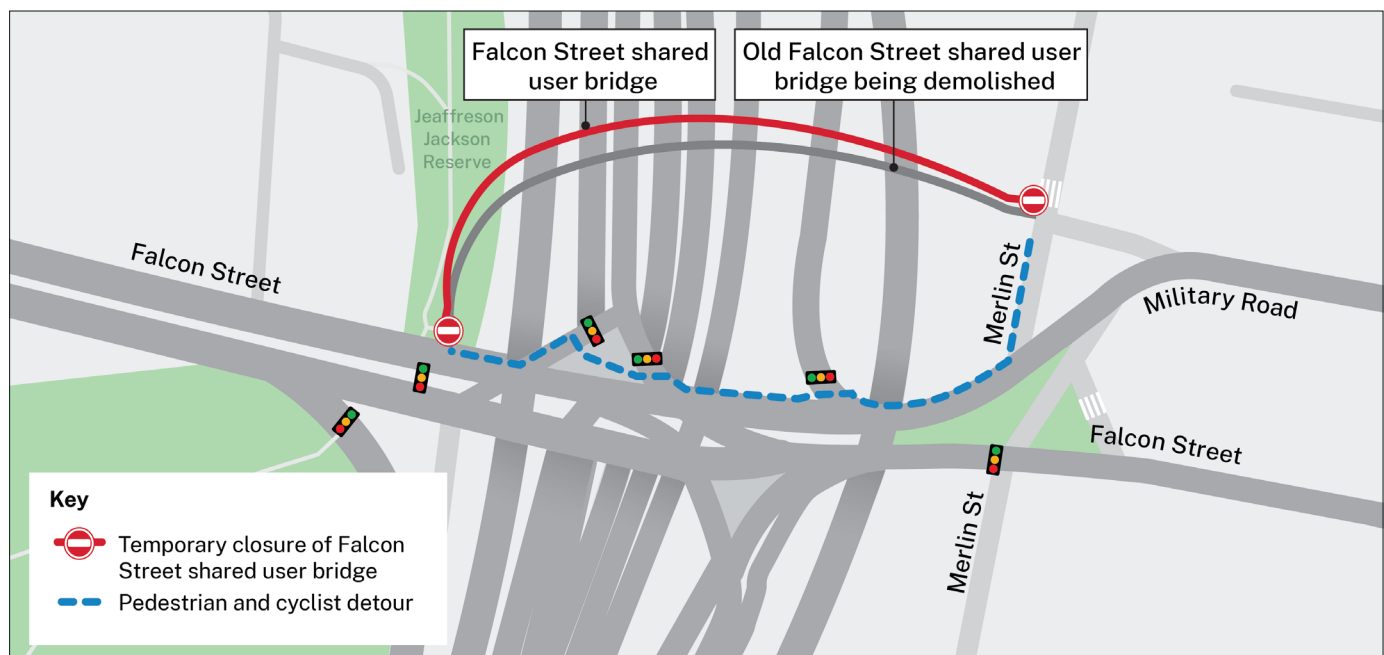 Falcon Street shared
user bridge
Old Falcon Street shared user
bridge being demolished
Jeaffreson
Jackson
Reserve
Falcon Street
Merlin St
Military Road
Falcon Street
Merlin St
Key
Temporary closure of Falcon
Street shared user bridge
Pedestrian and cyclist detour